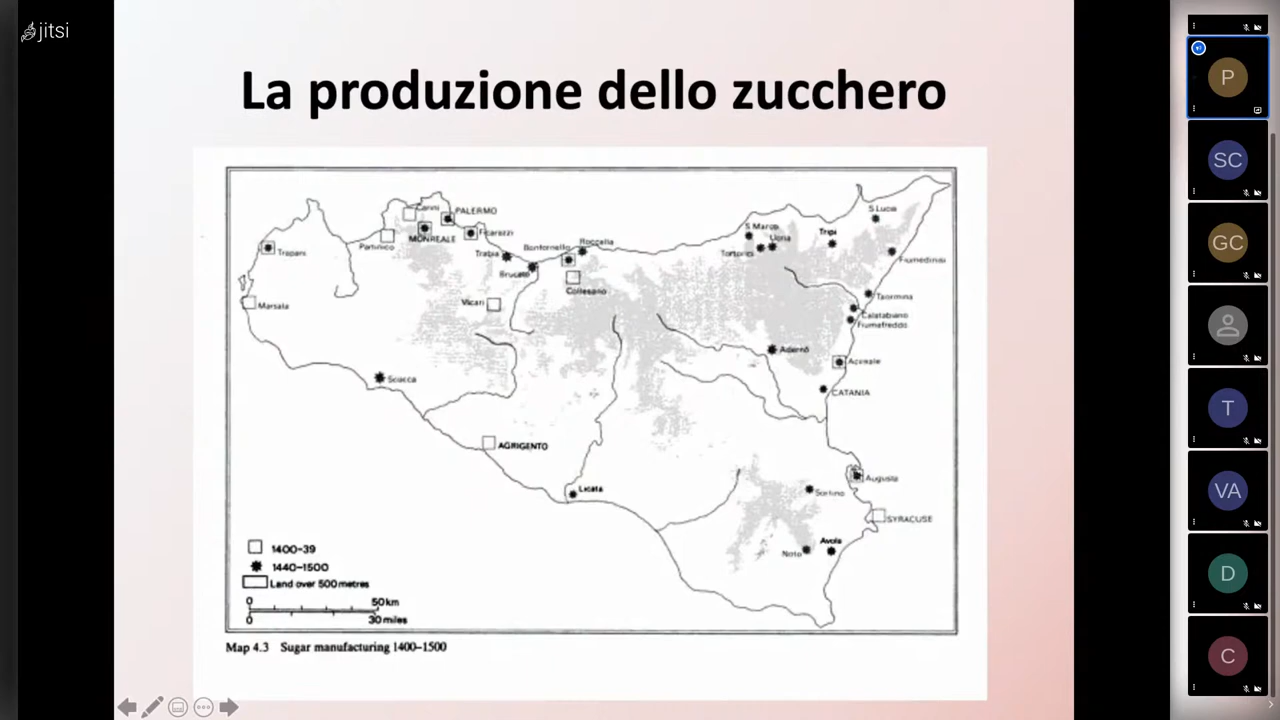 jitsi
La produzione dello zucchero
Carini
PALERMO
MONREALE
Ficarazzi
Partinico
Trapani
Trabia
Brucato
Bontornello
Roccella
Collesano
Vicari
Marsala
Sciacca
AGRIGENTO
Licata
S Marco
Tortorici
Tripi
S Lucia
Fiumedinisi
Taormina
Calatabiano
Fiumefreddo
Adernò
Acireale
CATANIA
Augusta
Sortino
SYRACUSE
Noto
Avola
1400-39
1440-1500
Land over 500 metres
0 50km
0 30 miles
Map 4.3 Sugar manufacturing 1400–1500
P
SC
GC
T
VA
D
C